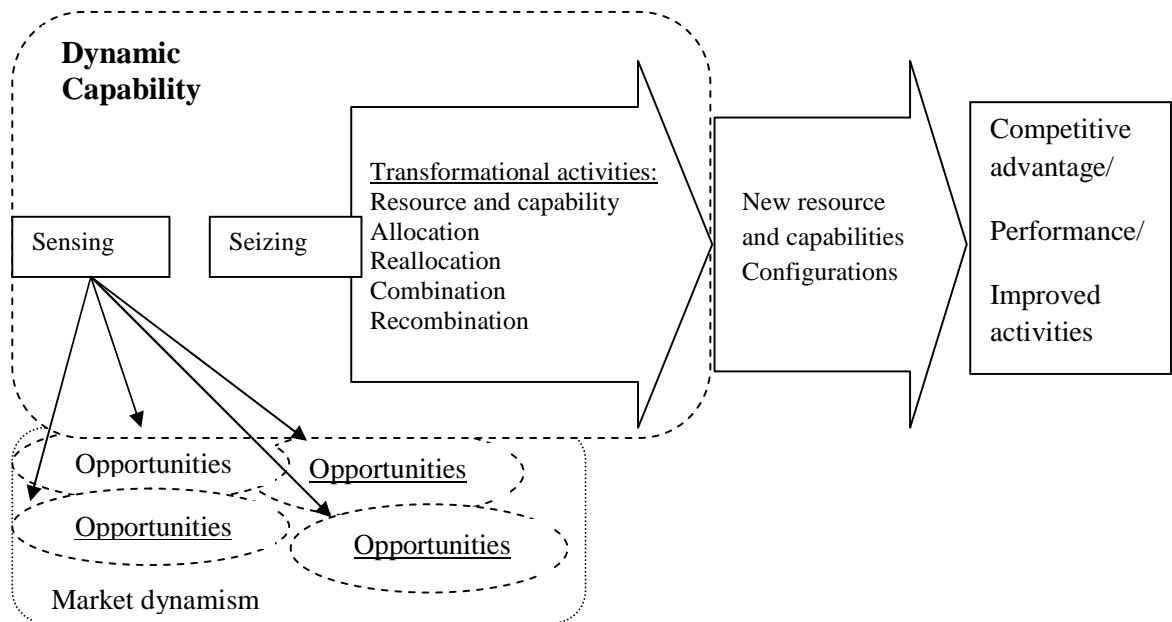 Dynamic
Capability
Sensing
Seizing
Transformational activities:
Resource and capability
Allocation
Reallocation
Combination
Recombination
New resource
and capabilities
Configurations
Competitive
advantage/
Performance/
Improved
activities
Opportunities
Opportunities
Opportunities
Opportunities
Market dynamism